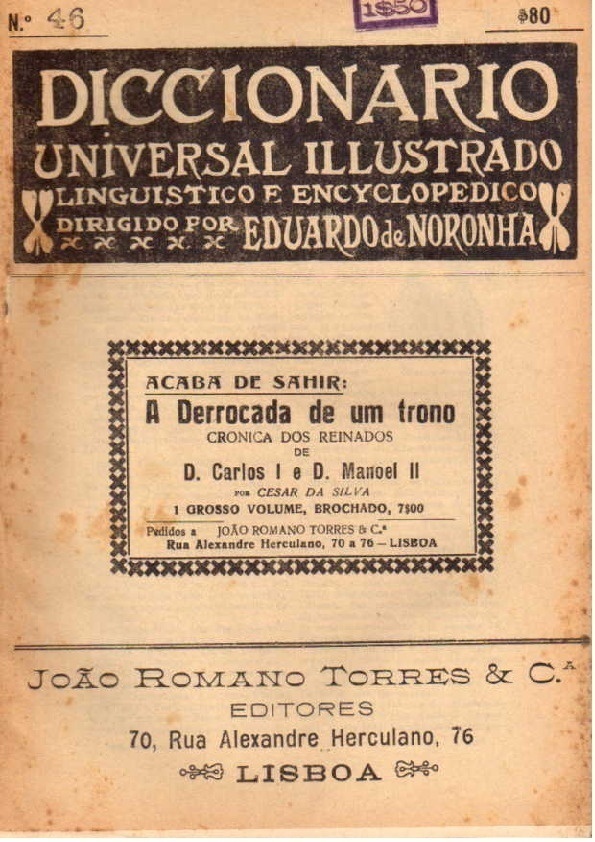 N.º 46
1$50
$80
DICCIONARIO
UNIVERSAL ILLUSTRADO
LINGUISTICO E ENCYCLOPEDICO
DIRIGIDO POR EDUARDO de NORONHA
ACABA DE SAHIR:
A Derrocada de um trono
CRONICA DOS REINADOS
DE
D. Carlos I e D. Manoel II
POR CESAR DA SILVA
1 GROSSO VOLUME, BROCHADO, 7$00
Pedidos a JOÃO ROMANO TORRES & C.ª
Rua Alexandre Herculano, 70 a 76 — LISBOA
JOÃO ROMANO TORRES & C.A
EDITORES
70, Rua Alexandre Herculano, 76
LISBOA